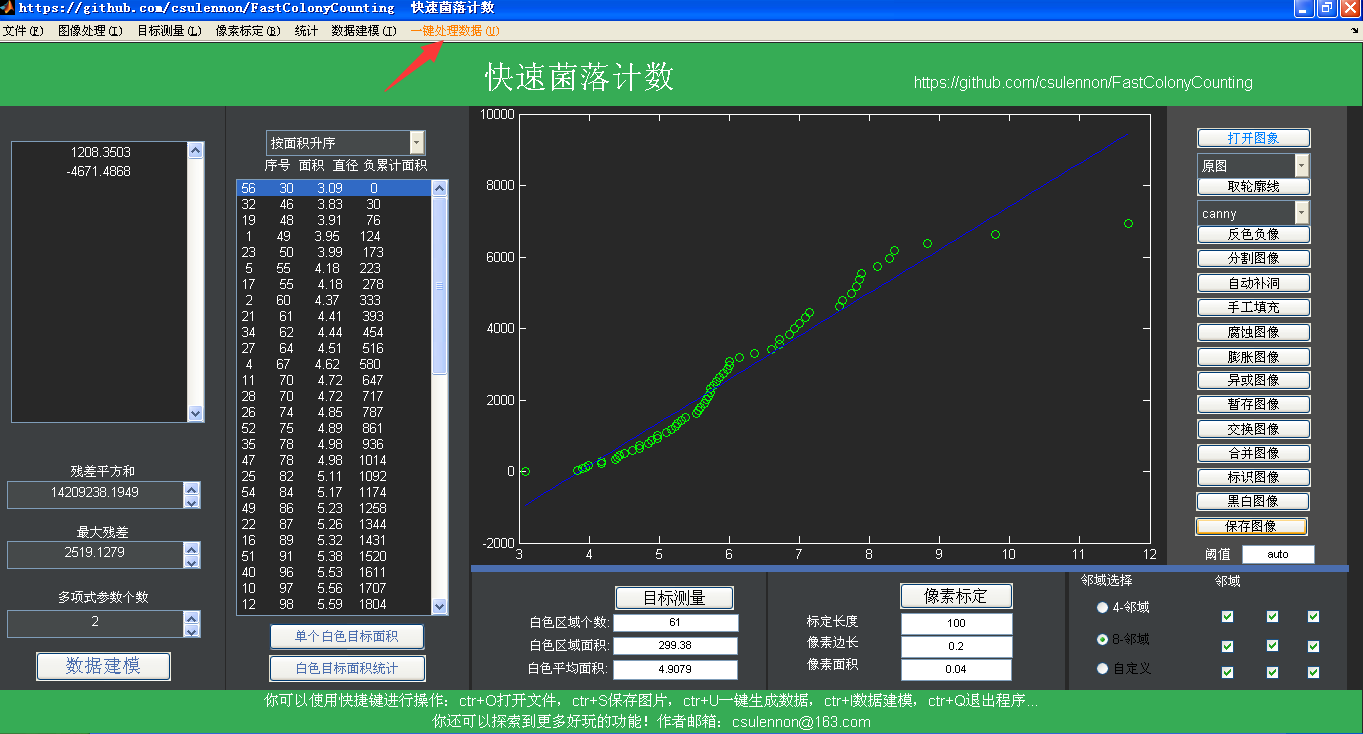 https://github.com/csulennon/FastColonyCounting 快速菌落计数
文件(F) 图像处理(I) 目标测量(L) 像素标定(B) 统计 数据建模(I) 一键处理数据(U)
快速菌落计数
https://github.com/csulennon/FastColonyCounting
1208.3503
-4671.4868
残差平方和
14209238.1949
最大残差
2519.1279
多项式参数个数
2
数据建模
按面积升序
序号 面积 直径 负累计面积
56 30 3.09 0
32 46 3.83 30
19 48 3.91 76
1 49 3.95 124
23 50 3.99 173
5 55 4.18 223
17 55 4.18 278
2 60 4.37 333
21 61 4.41 393
34 62 4.44 454
27 64 4.51 516
4 67 4.62 580
11 70 4.72 647
28 70 4.72 717
26 74 4.85 787
52 75 4.89 861
35 78 4.98 936
47 78 4.98 1014
25 82 5.11 1092
54 84 5.17 1174
49 86 5.23 1258
22 87 5.26 1344
16 89 5.32 1431
51 91 5.38 1520
40 96 5.53 1611
10 97 5.56 1707
12 98 5.59 1804
单个白色目标面积
白色目标面积统计
10000
8000
6000
4000
2000
0
-2000
3 4 5 6 7 8 9 10 11 12
目标测量
白色区域个数: 61
白色区域面积: 299.38
白色平均面积: 4.9079
像素标定
标定长度 100
像素边长 0.2
像素面积 0.04
打开图象
原图
取轮廓线
canny
反色负像
分割图像
自动补洞
手工填充
腐蚀图像
膨胀图像
异或图像
暂存图像
交换图像
合并图像
标识图像
黑白图像
保存图像
阈值 auto
邻域选择 邻域
4-邻域
8-邻域
自定义
你可以使用快捷键进行操作：ctr+O打开文件，ctr+S保存图片，ctr+U一键生成数据，ctr+I数据建模，ctr+Q退出程序...
你还可以探索到更多好玩的功能！作者邮箱：csulennon@163.com